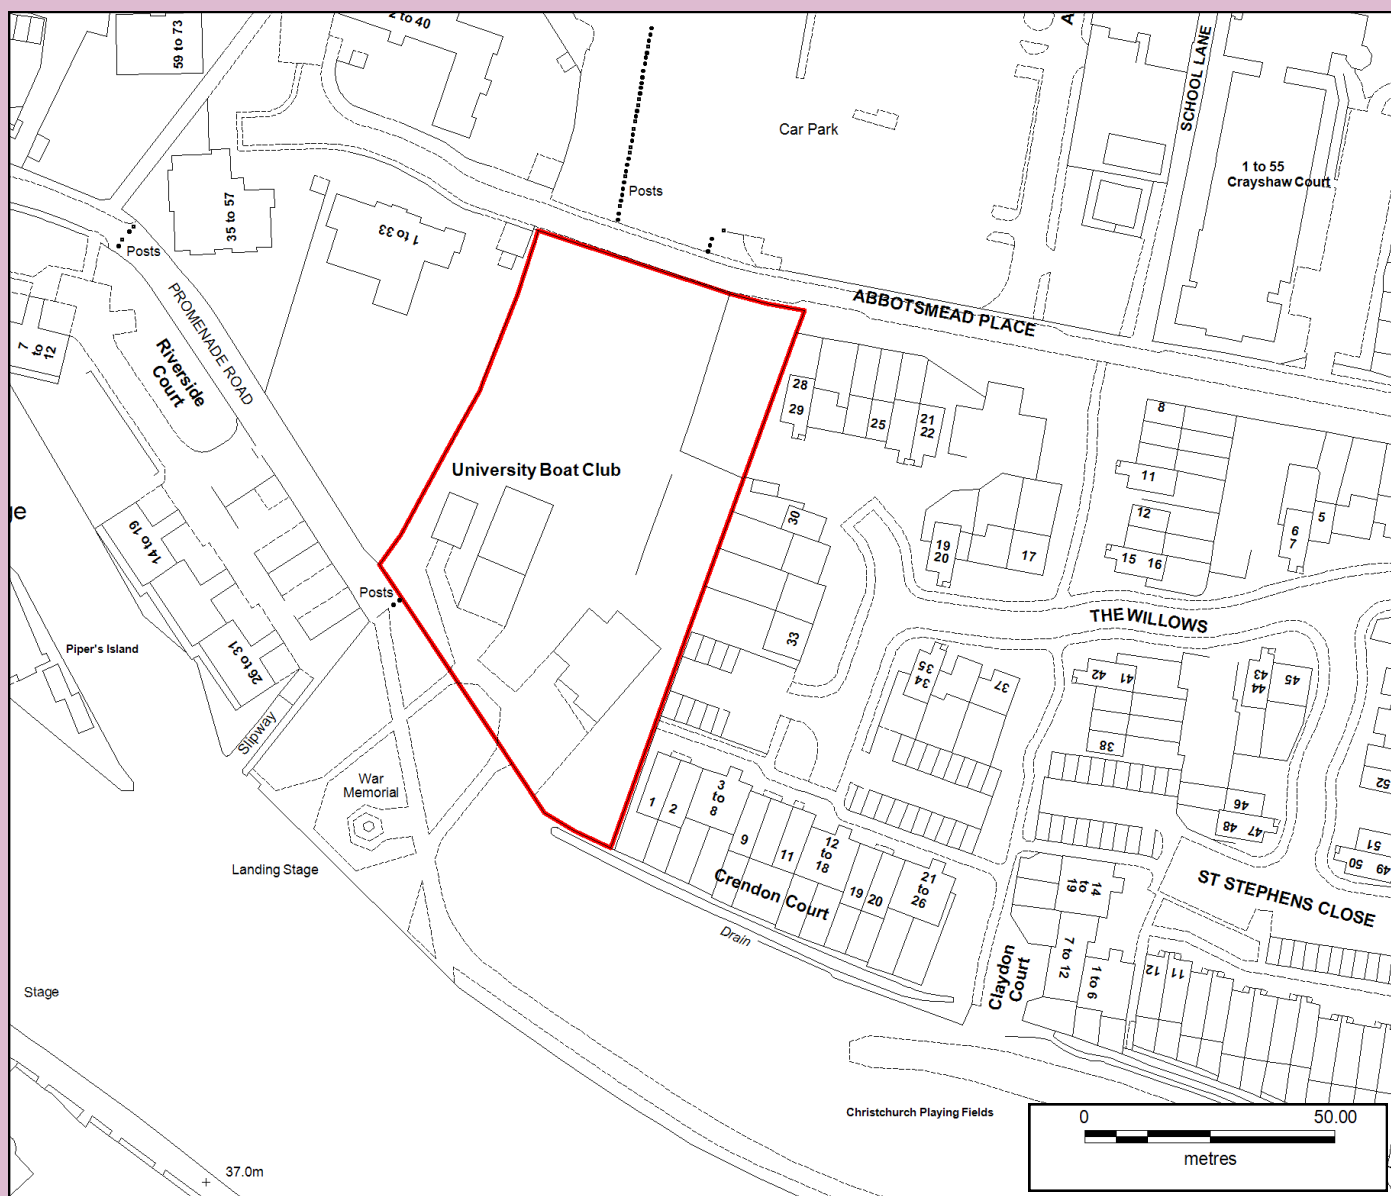 59 to 73
2 to 40
SCHOOL LANE
Car Park
1 to 55
Crayshaw Court
Posts
35 to 57
1 to 33
Posts
PROMENADE ROAD
ABBOTSMEAD PLACE
7
to
12
Riverside
Court
28
29
25
21
22
8
University Boat Club
11
12
15
16
5
6
7
30
19
20
17
14 to 19
Posts
THE WILLOWS
33
Piper's Island
26 to 31
35
34
37
42
41
43
44
45
38
Slipway
War
Memorial
1
2
3
to
8
9
11
12
to
18
19
20
21
to
26
46
48
47
52
51
50
49
Landing Stage
Crendon Court
14
to
19
ST STEPHENS CLOSE
Drain
Claydon
Court
7 to 12
1 to 6
12
11
Stage
Christchurch Playing Fields
0
50.00
metres
37.0m